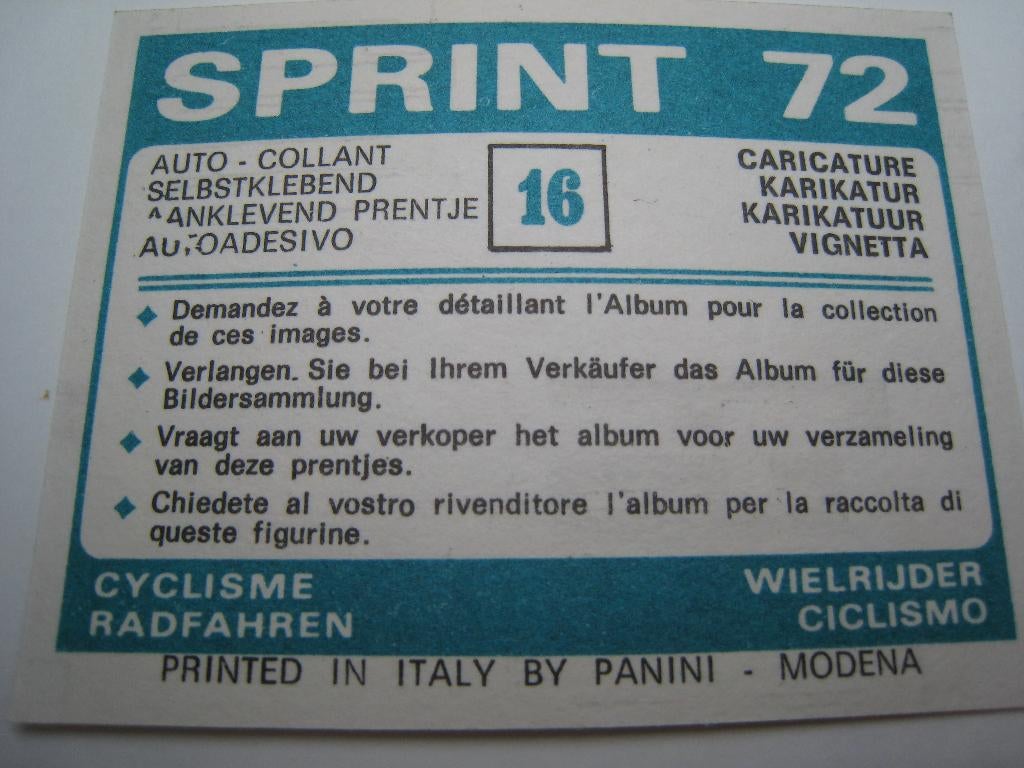 SPRINT 72
AUTO - COLLANT
SELBSTKLEBEND
AANKLEVEND PRENTJE
AUTOADESIVO
16
CARICATURE
KARIKATUR
KARIKATUUR
VIGNETTA
Demandez à votre détaillant l'Album pour la collection
de ces images.
Verlangen. Sie bei Ihrem Verkäufer das Album für diese
Bildersammlung.
Vraagt aan uw verkoper het album voor uw verzameling
van deze prentjes.
Chiedete al vostro rivenditore l'album per la raccolta di
queste figurine.
CYCLISME
RADFAHREN
WIELRIJDER
CICLISMO
PRINTED IN ITALY BY PANINI - MODENA